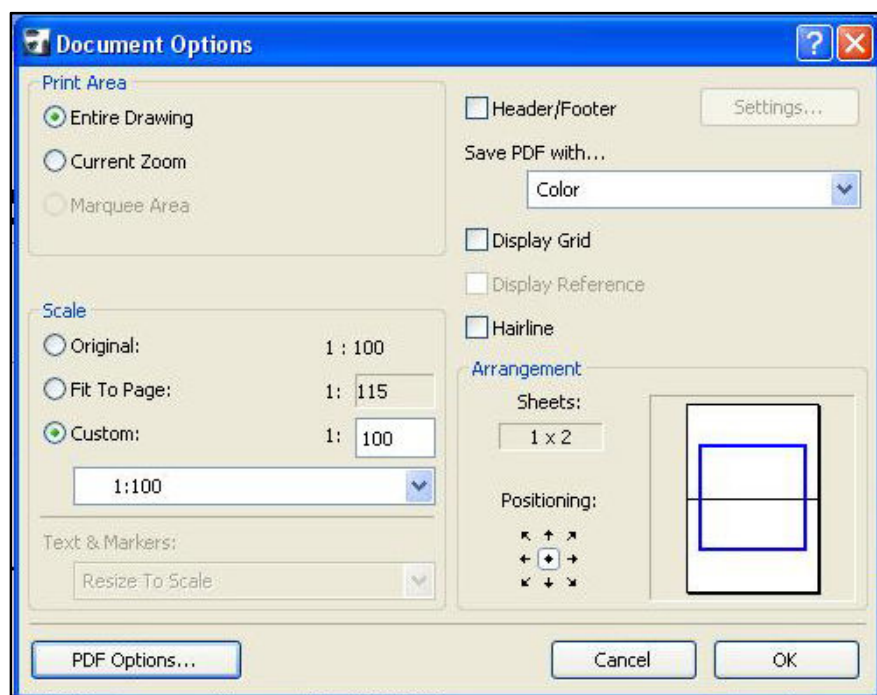 Document Options
Print Area
Entire Drawing
Current Zoom
Marquee Area
Header/Footer
Settings...
Save PDF with...
Color
Display Grid
Display Reference
Hairline
Scale
Original: 1 : 100
Fit To Page: 1: 115
Custom: 1: 100
1:100
Text & Markers:
Resize To Scale
Arrangement
Sheets:
1 x 2
Positioning:
PDF Options...
Cancel
OK